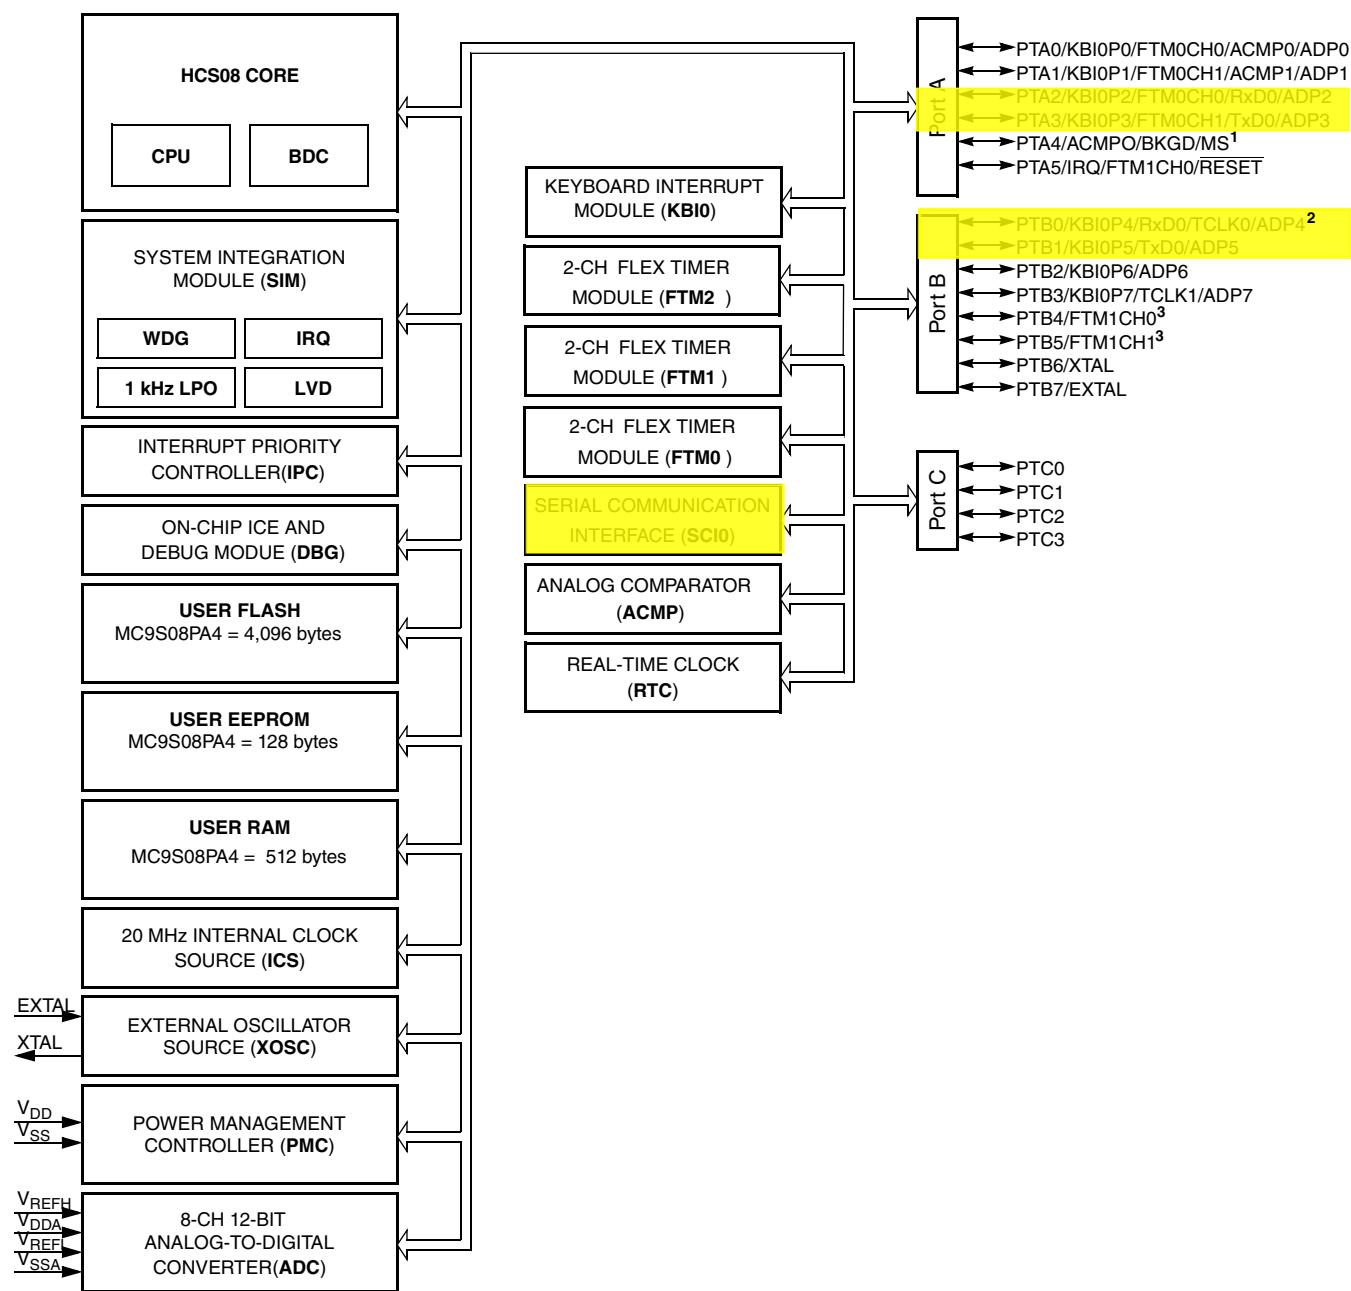 HCS08 CORE
CPU
BDC
SYSTEM INTEGRATION
MODULE (SIM)
WDG
IRQ
1 kHz LPO
LVD
INTERRUPT PRIORITY
CONTROLLER(IPC)
ON-CHIP ICE AND
DEBUG MODUE (DBG)
USER FLASH
MC9S08PA4 = 4,096 bytes
USER EEPROM
MC9S08PA4 = 128 bytes
USER RAM
MC9S08PA4 = 512 bytes
20 MHz INTERNAL CLOCK
SOURCE (ICS)
EXTAL
XTAL
EXTERNAL OSCILLATOR
SOURCE (XOSC)
VDD
VSS
POWER MANAGEMENT
CONTROLLER (PMC)
VREFH
VDDA
VREFL
VSSA
8-CH 12-BIT
ANALOG-TO-DIGITAL
CONVERTER(ADC)
KEYBOARD INTERRUPT
MODULE (KBI0)
2-CH FLEX TIMER
MODULE (FTM2 )
2-CH FLEX TIMER
MODULE (FTM1 )
2-CH FLEX TIMER
MODULE (FTM0 )
SERIAL COMMUNICATION
INTERFACE (SCI0)
ANALOG COMPARATOR
(ACMP)
REAL-TIME CLOCK
(RTC)
Port A
PTA0/KBI0P0/FTM0CH0/ACMP0/ADP0
PTA1/KBI0P1/FTM0CH1/ACMP1/ADP1
PTA2/KBI0P2/FTM0CH0/RxD0/ADP2
PTA3/KBI0P3/FTM0CH1/TxD0/ADP3
PTA4/ACMPO/BKGD/MS1
PTA5/IRQ/FTM1CH0/RESET
Port B
PTB0/KBI0P4/RxD0/TCLK0/ADP42
PTB1/KBI0P5/TxD0/ADP5
PTB2/KBI0P6/ADP6
PTB3/KBI0P7/TCLK1/ADP7
PTB4/FTM1CH03
PTB5/FTM1CH13
PTB6/XTAL
PTB7/EXTAL
Port C
PTC0
PTC1
PTC2
PTC3